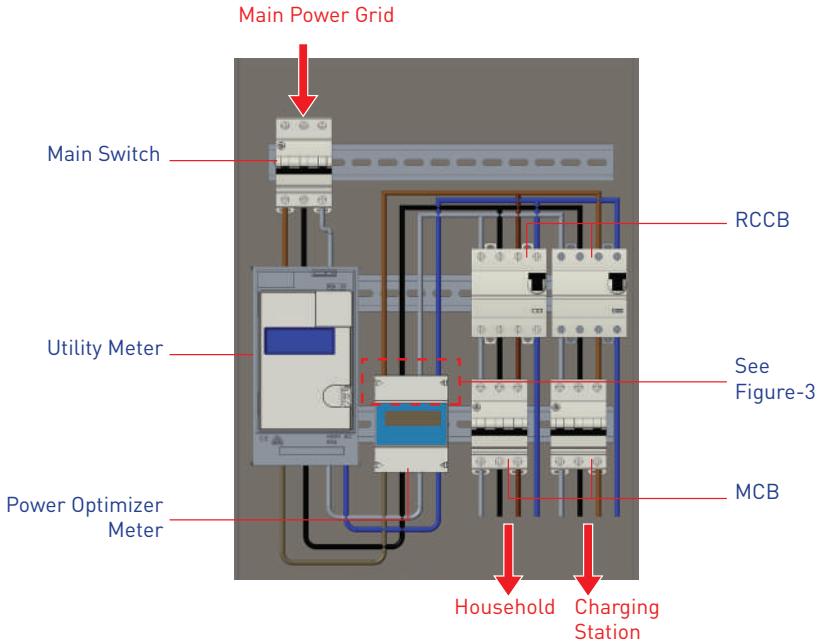 Main Power Grid
Main Switch
RCCB
Utility Meter
See
Figure-3
MCB
Power Optimizer
Meter
Household
Charging
Station